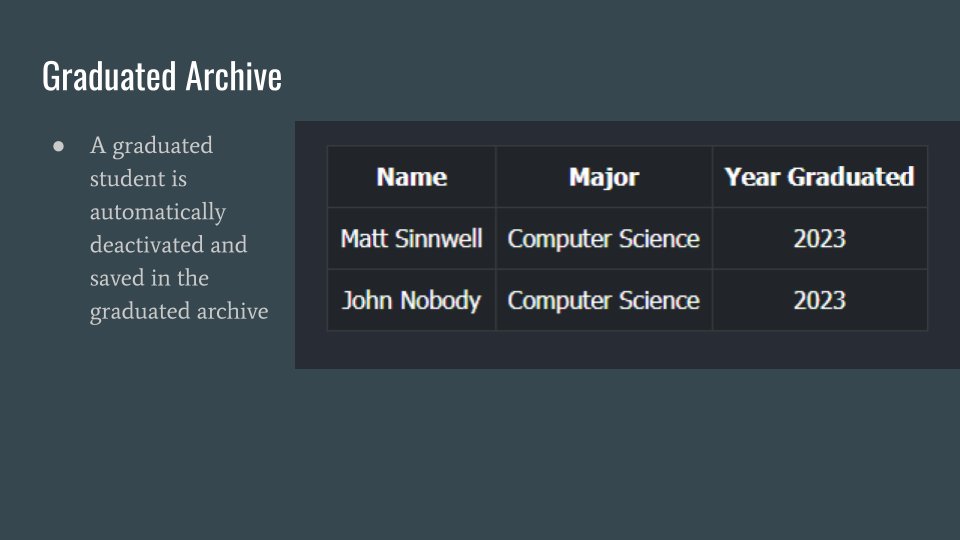 Graduated Archive
● A graduated
student is
automatically
deactivated and
saved in the
graduated archive
Name Major Year Graduated
Matt Sinnwell Computer Science 2023
John Nobody Computer Science 2023